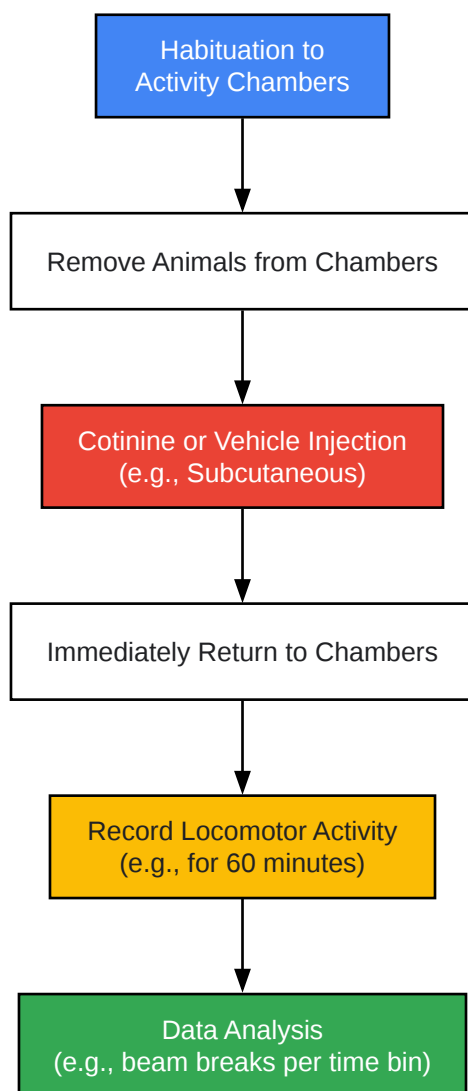 Habituation to
Activity Chambers
Remove Animals from Chambers
Cotinine or Vehicle Injection
(e.g., Subcutaneous)
Immediately Return to Chambers
Record Locomotor Activity
(e.g., for 60 minutes)
Data Analysis
(e.g., beam breaks per time bin)